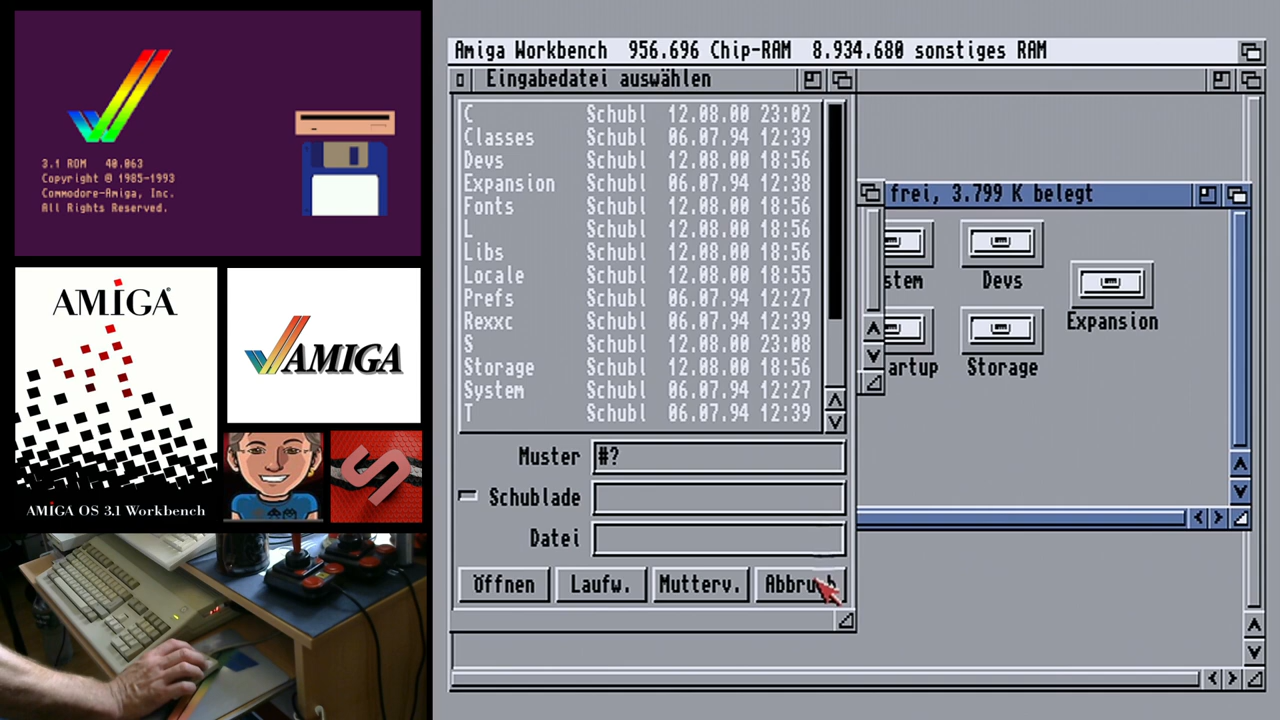 3.1 ROM 40.063
Copyright © 1985-1993
Commodore-Amiga, Inc.
All Rights Reserved.
AMIGA®
AMIGA OS 3.1 Workbench
AMIGA
S
Amiga Workbench 956.696 Chip-RAM 8.934.680 sonstiges RAM
Eingabedatei auswählen
C Schubl 12.08.00 23:02
Classes Schubl 06.07.94 12:39
Devs Schubl 12.08.00 18:56
Expansion Schubl 06.07.94 12:38
Fonts Schubl 12.08.00 18:56
L Schubl 12.08.00 18:56
Libs Schubl 12.08.00 18:56
Locale Schubl 12.08.00 18:55
Prefs Schubl 06.07.94 12:27
Rexxc Schubl 06.07.94 12:39
S Schubl 12.08.00 23:08
Storage Schubl 12.08.00 18:56
System Schubl 06.07.94 12:27
T Schubl 06.07.94 12:39
Muster #?
Schublade
Datei
Öffnen Laufw. Mutterv. Abbruch
frei, 3.799 K belegt
stem Devs
Expansion
artup Storage